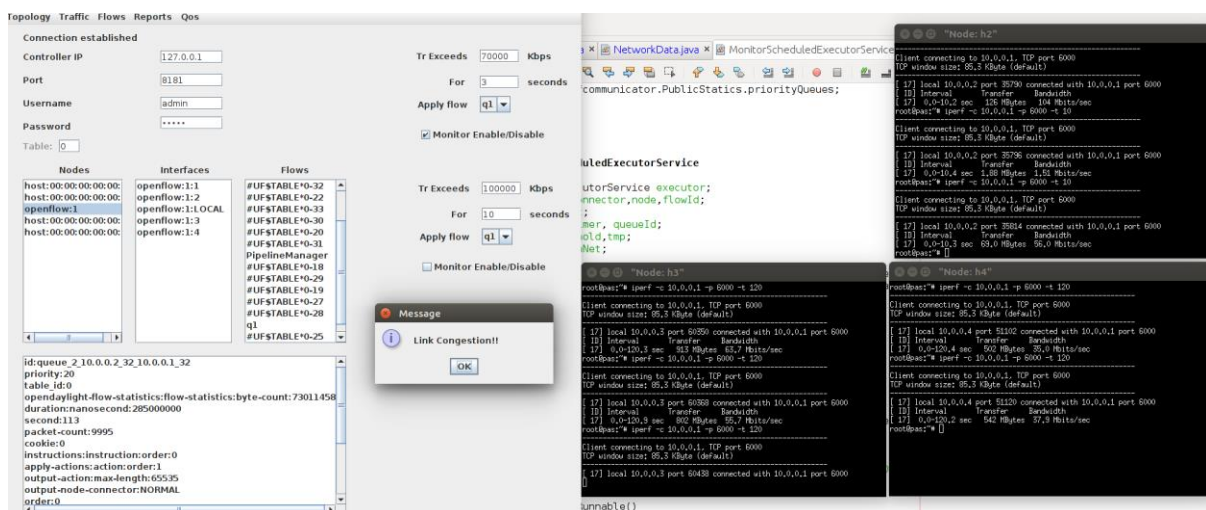 Topology Traffic Flows Reports Qos
Connection established
Controller IP 127.0.0.1
Port 8181
Username admin
Password •••••
Table: 0
Tr Exceeds 70000 Kbps
For 3 seconds
Apply flow q1
Monitor Enable/Disable
Tr Exceeds 100000 Kbps
For 10 seconds
Apply flow q1
Monitor Enable/Disable
Nodes
host:00:00:00:00:00:
host:00:00:00:00:00:
openflow:1
host:00:00:00:00:00:
host:00:00:00:00:00:
Interfaces
openflow:1:1
openflow:1:2
openflow:1:LOCAL
openflow:1:3
openflow:1:4
Flows
#UF$TABLE*0-32
#UF$TABLE*0-22
#UF$TABLE*0-33
#UF$TABLE*0-30
#UF$TABLE*0-20
#UF$TABLE*0-31
PipelineManager
#UF$TABLE*0-18
#UF$TABLE*0-29
#UF$TABLE*0-19
#UF$TABLE*0-27
#UF$TABLE*0-28
q1
#UF$TABLE*0-25
id:queue_2_10.0.0.2_32_10.0.0.1_32
priority:20
table_id:0
opendaylight-flow-statistics:flow-statistics:byte-count:73011458
duration:nanosecond:285000000
second:113
packet-count:9995
cookie:0
instructions:instruction:order:0
apply-actions:action:order:1
output-action:max-length:65535
output-node-connector:NORMAL
order:0
Message
Link Congestion!!
OK
NetworkData.java × MonitorScheduledExecutorService
communicator.PublicStatics.priorityQueues;
uledExecutorService
utorService executor;
nnector,node,flowId;
;
mer, queueId;
old,tmp;
Net;
unnable()
"Node: h2"
Client connecting to 10.0.0.1, TCP port 6000
TCP window size: 85.3 KByte (default)
[ 17] local 10.0.0.2 port 35790 connected with 10.0.0.1 port 6000
[ ID] Interval Transfer Bandwidth
[ 17] 0.0-10.2 sec 126 MBytes 104 Mbits/sec
root@pas:~# iperf -c 10.0.0.1 -p 6000 -t 10
Client connecting to 10.0.0.1, TCP port 6000
TCP window size: 85.3 KByte (default)
[ 17] local 10.0.0.2 port 35796 connected with 10.0.0.1 port 6000
[ ID] Interval Transfer Bandwidth
[ 17] 0.0-10.4 sec 1.88 MBytes 1.51 Mbits/sec
root@pas:~# iperf -c 10.0.0.1 -p 6000 -t 10
Client connecting to 10.0.0.1, TCP port 6000
TCP window size: 85.3 KByte (default)
[ 17] local 10.0.0.2 port 35814 connected with 10.0.0.1 port 6000
[ ID] Interval Transfer Bandwidth
[ 17] 0.0-10.3 sec 69.0 MBytes 56.0 Mbits/sec
root@pas:~#
"Node: h3"
root@pas:~# iperf -c 10.0.0.1 -p 6000 -t 120
Client connecting to 10.0.0.1, TCP port 6000
TCP window size: 85.3 KByte (default)
[ 17] local 10.0.0.3 port 60350 connected with 10.0.0.1 port 6000
[ ID] Interval Transfer Bandwidth
[ 17] 0.0-120.3 sec 913 MBytes 63.7 Mbits/sec
root@pas:~# iperf -c 10.0.0.1 -p 6000 -t 120
Client connecting to 10.0.0.1, TCP port 6000
TCP window size: 85.3 KByte (default)
[ 17] local 10.0.0.3 port 60368 connected with 10.0.0.1 port 6000
[ ID] Interval Transfer Bandwidth
[ 17] 0.0-120.9 sec 802 MBytes 55.7 Mbits/sec
root@pas:~# iperf -c 10.0.0.1 -p 6000 -t 120
Client connecting to 10.0.0.1, TCP port 6000
TCP window size: 85.3 KByte (default)
[ 17] local 10.0.0.3 port 60438 connected with 10.0.0.1 port 6000
"Node: h4"
root@pas:~# iperf -c 10.0.0.1 -p 6000 -t 120
Client connecting to 10.0.0.1, TCP port 6000
TCP window size: 85.3 KByte (default)
[ 17] local 10.0.0.4 port 51102 connected with 10.0.0.1 port 6000
[ ID] Interval Transfer Bandwidth
[ 17] 0.0-120.4 sec 502 MBytes 35.0 Mbits/sec
root@pas:~# iperf -c 10.0.0.1 -p 6000 -t 120
Client connecting to 10.0.0.1, TCP port 6000
TCP window size: 85.3 KByte (default)
[ 17] local 10.0.0.4 port 51120 connected with 10.0.0.1 port 6000
[ ID] Interval Transfer Bandwidth
[ 17] 0.0-120.2 sec 542 MBytes 37.9 Mbits/sec
root@pas:~#